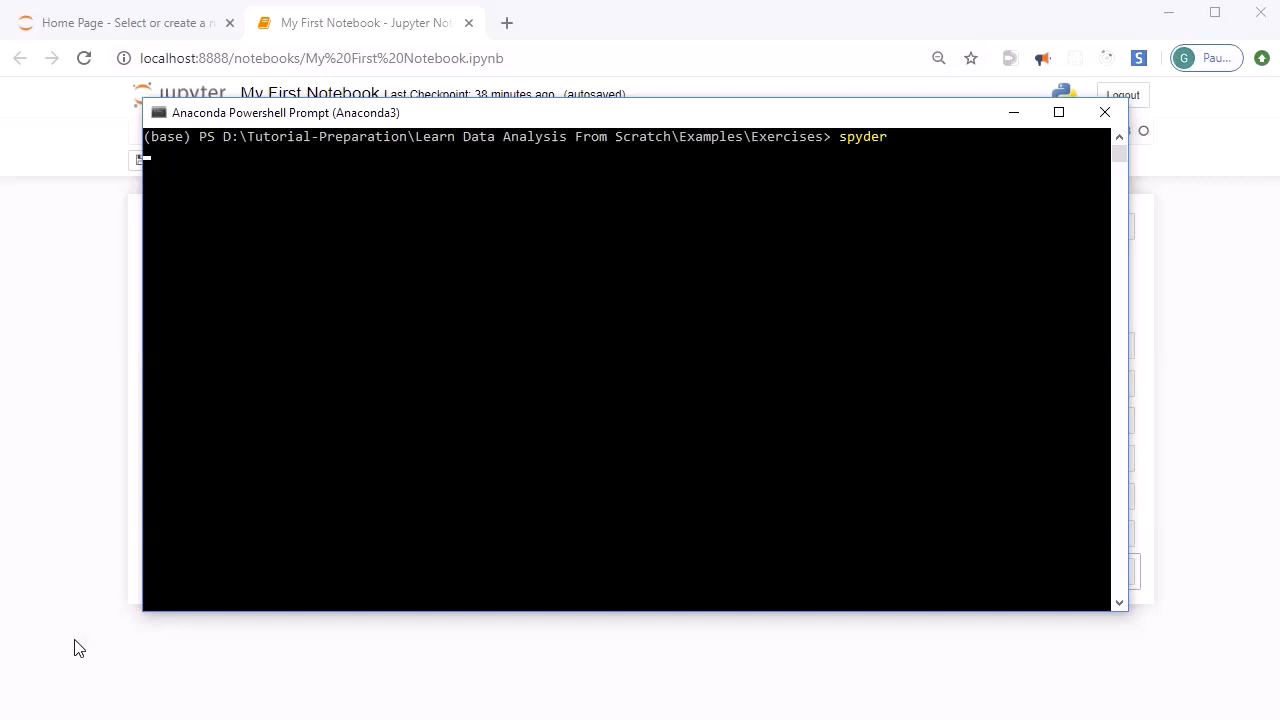 Home Page - Select or create a n
My First Notebook - Jupyter Not
localhost:8888/notebooks/My%20First%20Notebook.ipynb
G Pau...
S
jupyter My First Notebook Last Checkpoint: 38 minutes ago (autosaved)
Logout
Anaconda Powershell Prompt (Anaconda3)
(base) PS D:\Tutorial-Preparation\Learn Data Analysis From Scratch\Examples\Exercises> spyder